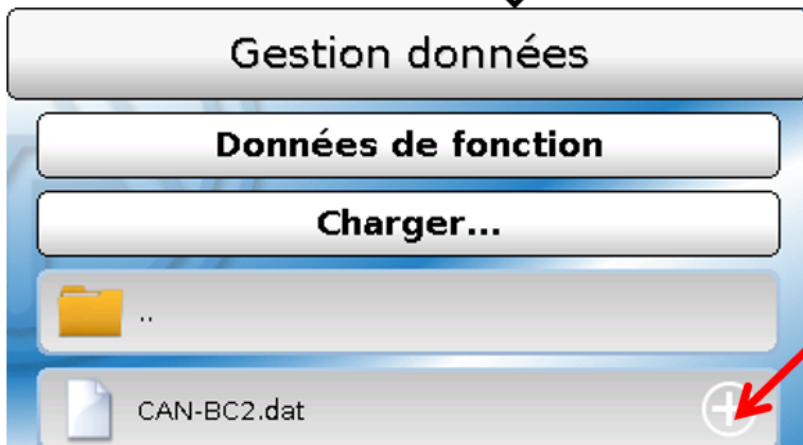 Gestion données
Données de fonction
Charger...
..
CAN-BC2.dat